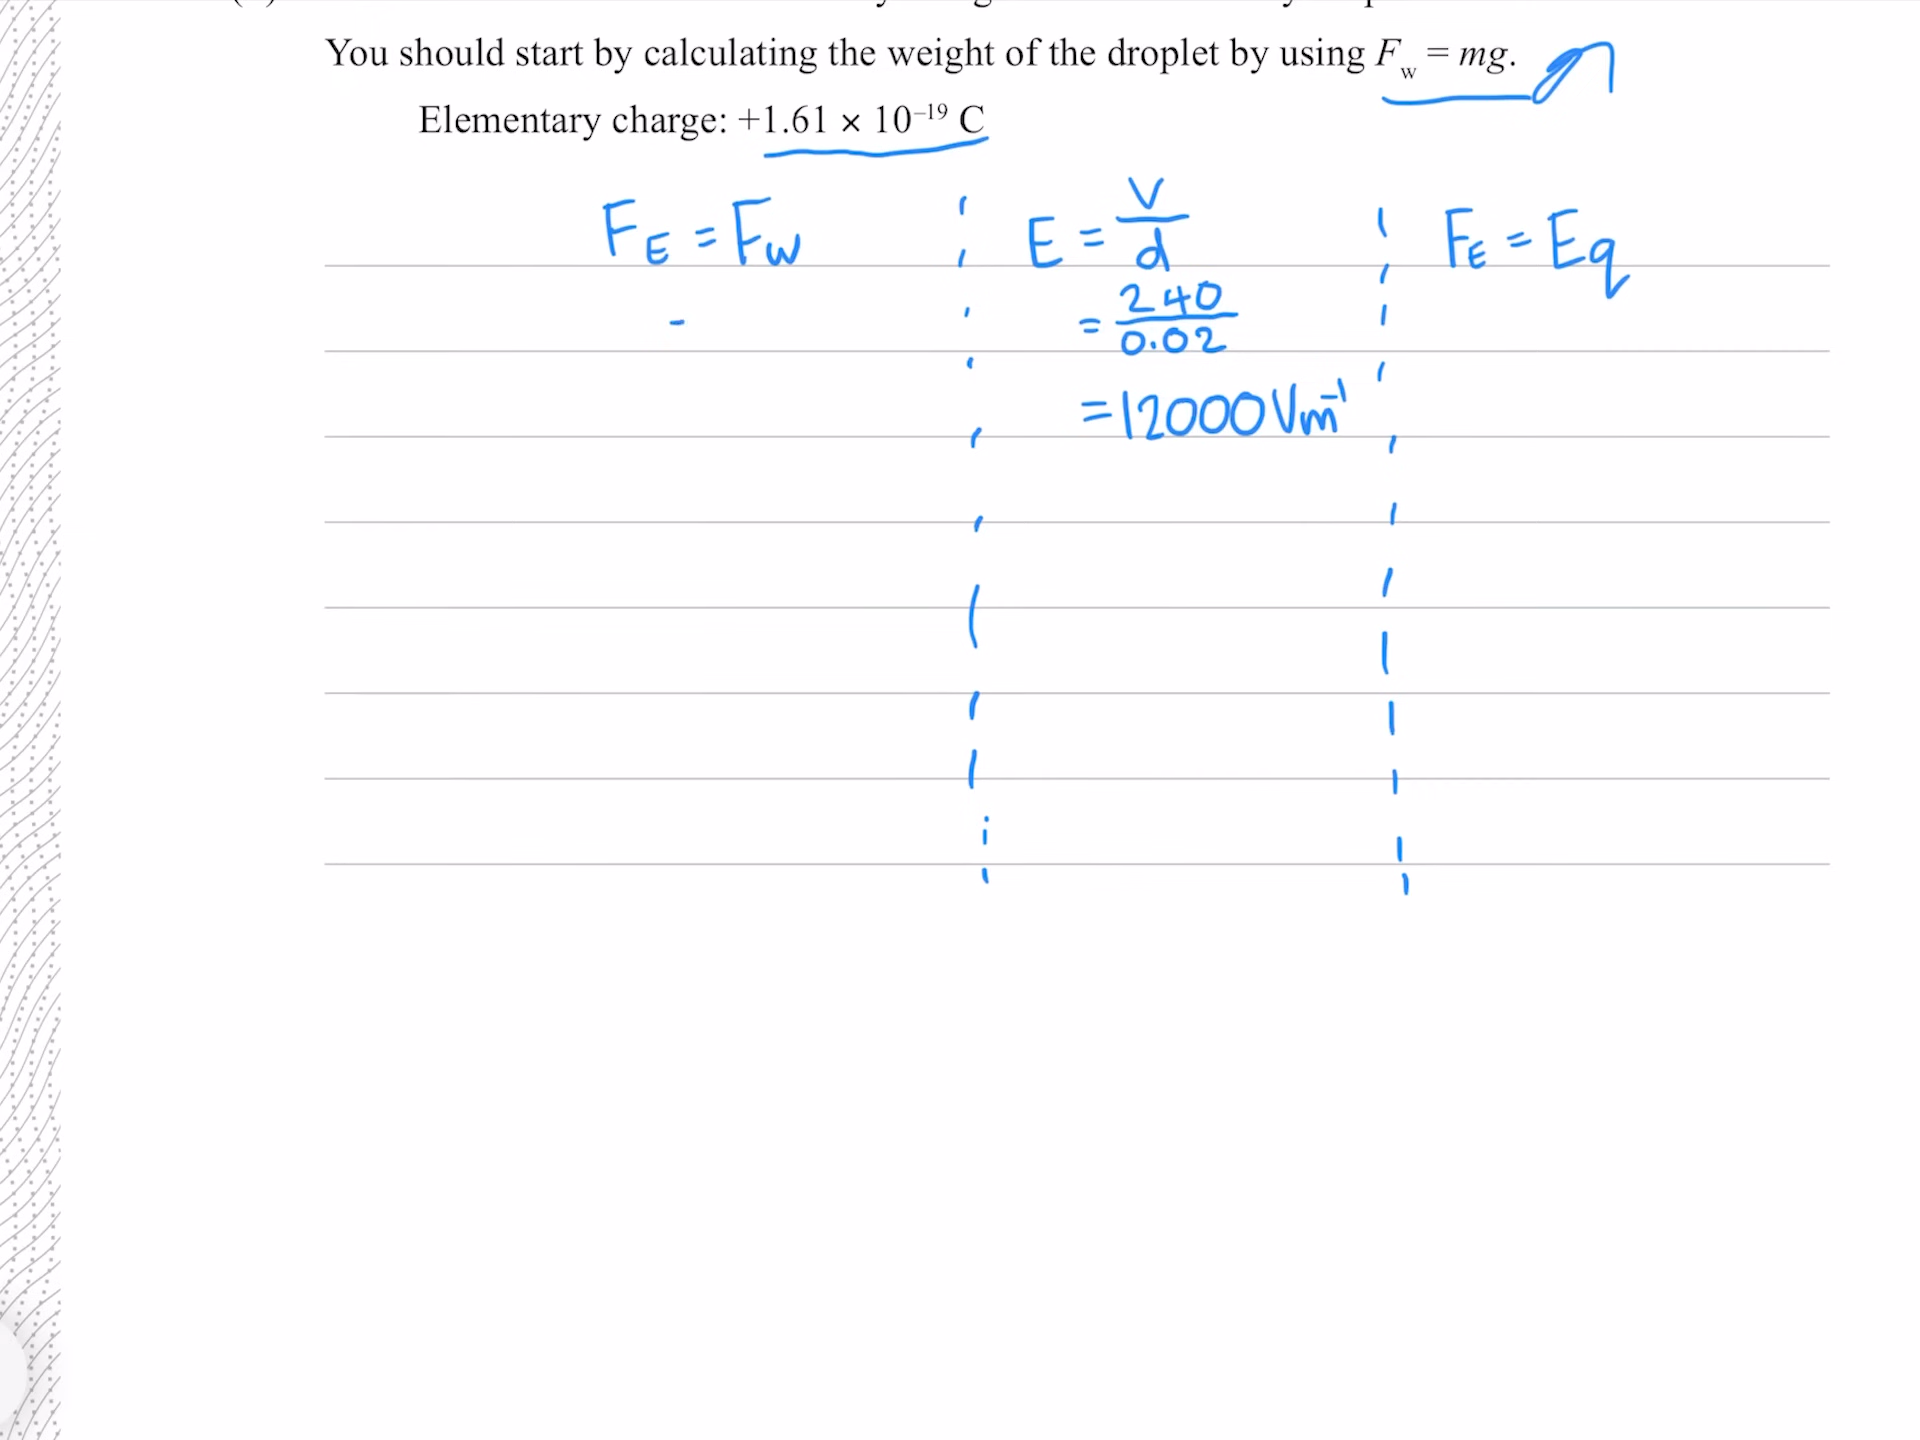 You should start by calculating the weight of the droplet by using F_w = mg.
Elementary charge: +1.61 × 10⁻¹⁹ C
F_E = F_w
E = V/d
F_E = Eq
-
= 240/0.02
= 12000 Vm⁻¹